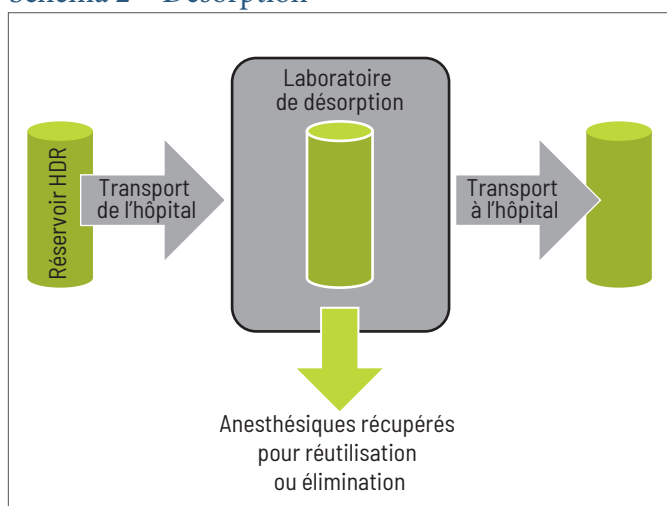 Schéma 2 – Désorption
Laboratoire
de désorption
Réservoir HDR
Transport
de l'hôpital
Transport
à l'hôpital
Anesthésiques récupérés
pour réutilisation
ou élimination